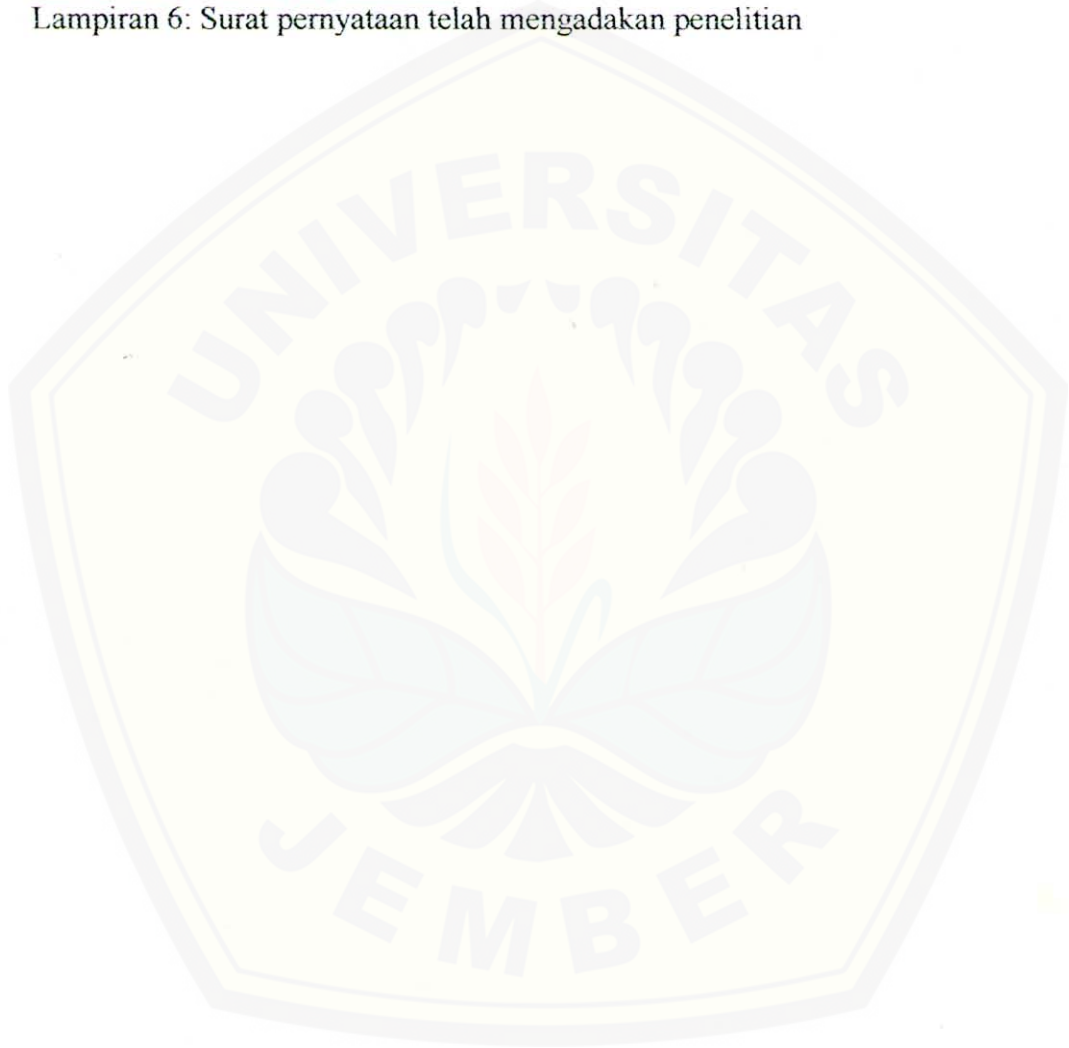 Lampiran 6: Surat pernyataan telah mengadakan penelitian
UNIVERSITAS
JEMBER